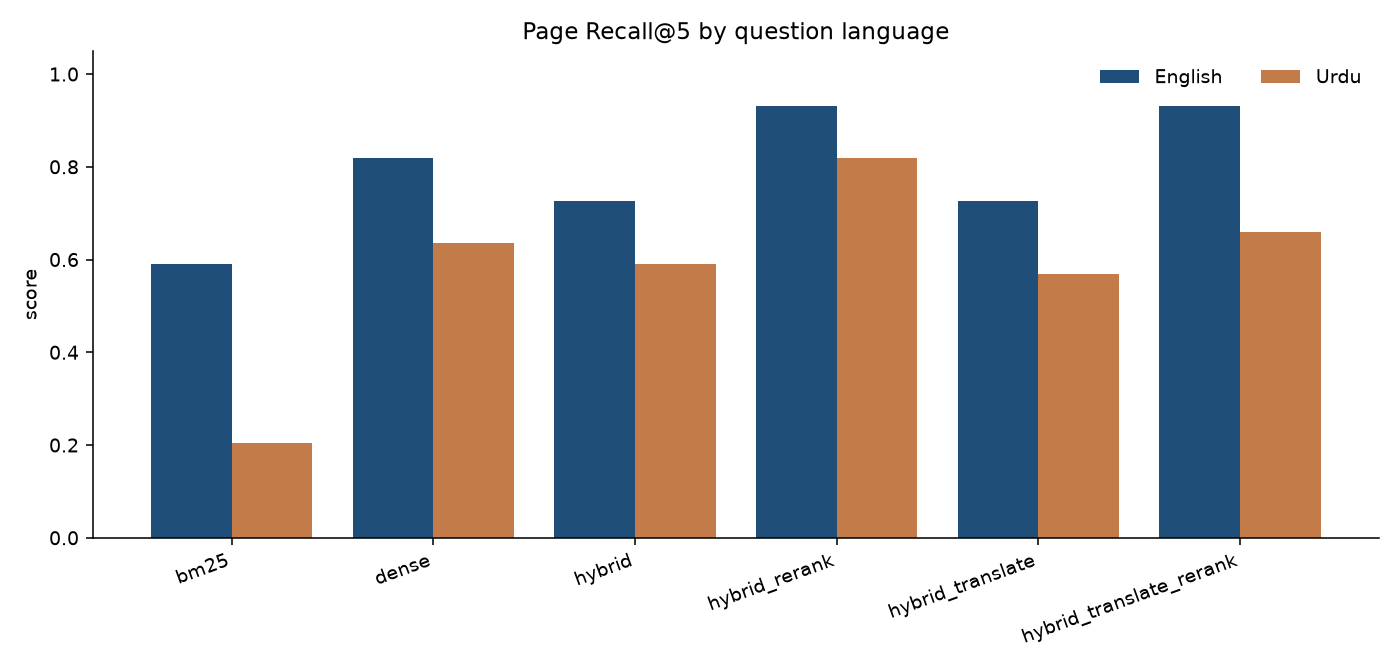 Page Recall@5 by question language
English Urdu
score
1.0
0.8
0.6
0.4
0.2
0.0
bm25
dense
hybrid
hybrid_rerank
hybrid_translate
hybrid_translate_rerank